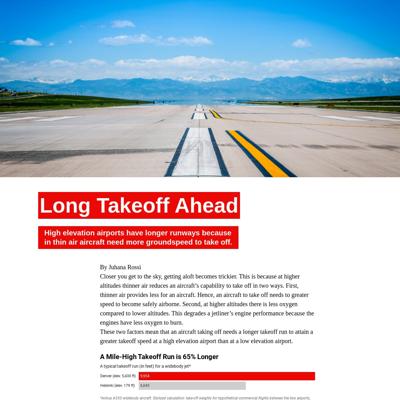 Long Takeoff Ahead
High elevation airports have longer runways because
in thin air aircraft need more groundspeed to take off.
By Juhana Rossi
Closer you get to the sky, getting aloft becomes trickier. This is because at higher
altitudes thinner air reduces an aircraft's capability to take off in two ways. First,
thinner air provides less for an aircraft. Hence, an aircraft to take off needs to greater
speed to become safely airborne. Second, at higher altitudes there is less oxygen
compared to lower altitudes. This degrades a jetliner's engine performance because the
engines have less oxygen to burn.
These two factors mean that an aircraft taking off needs a longer takeoff run to attain a
greater takeoff speed at a high elevation airport than at a low elevation airport.
A Mile-High Takeoff Run is 65% Longer
A typical takeoff run (in feet) for a widebody jet*
Denver (elev. 5,430 ft)
Helsinki (elev. 179 ft)